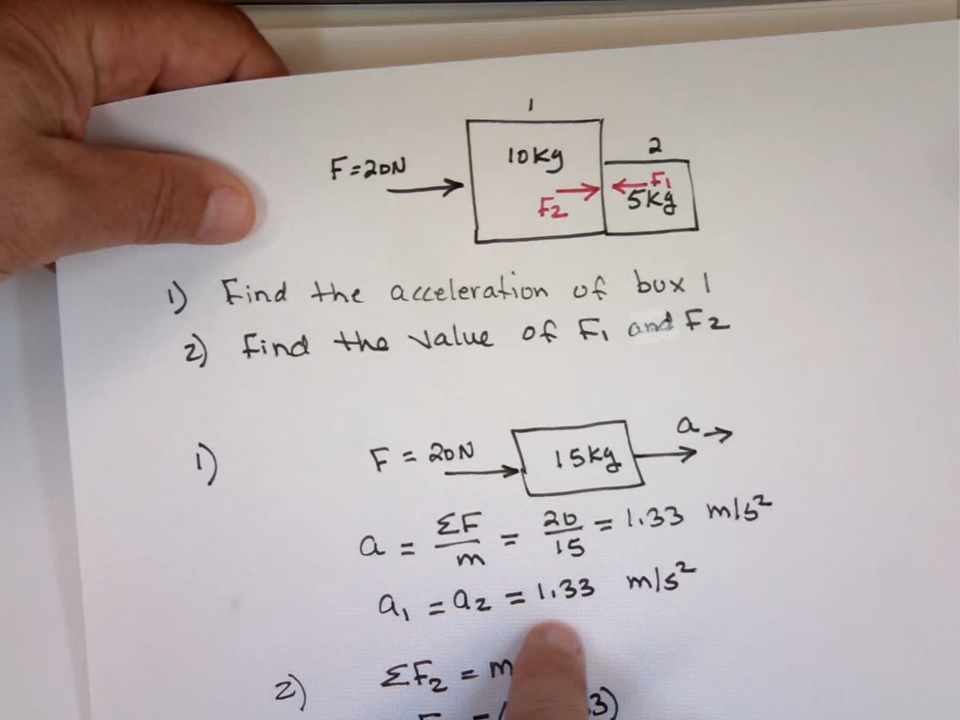 1
2
F=20N
10kg
F1
F2
5kg
1) Find the acceleration of box 1
2) Find the value of F1 and F2
1) F = 20N 15kg a
a = ΣF/m = 20/15 = 1.33 m/s²
a1 = a2 = 1.33 m/s²
2) ΣF2 = m